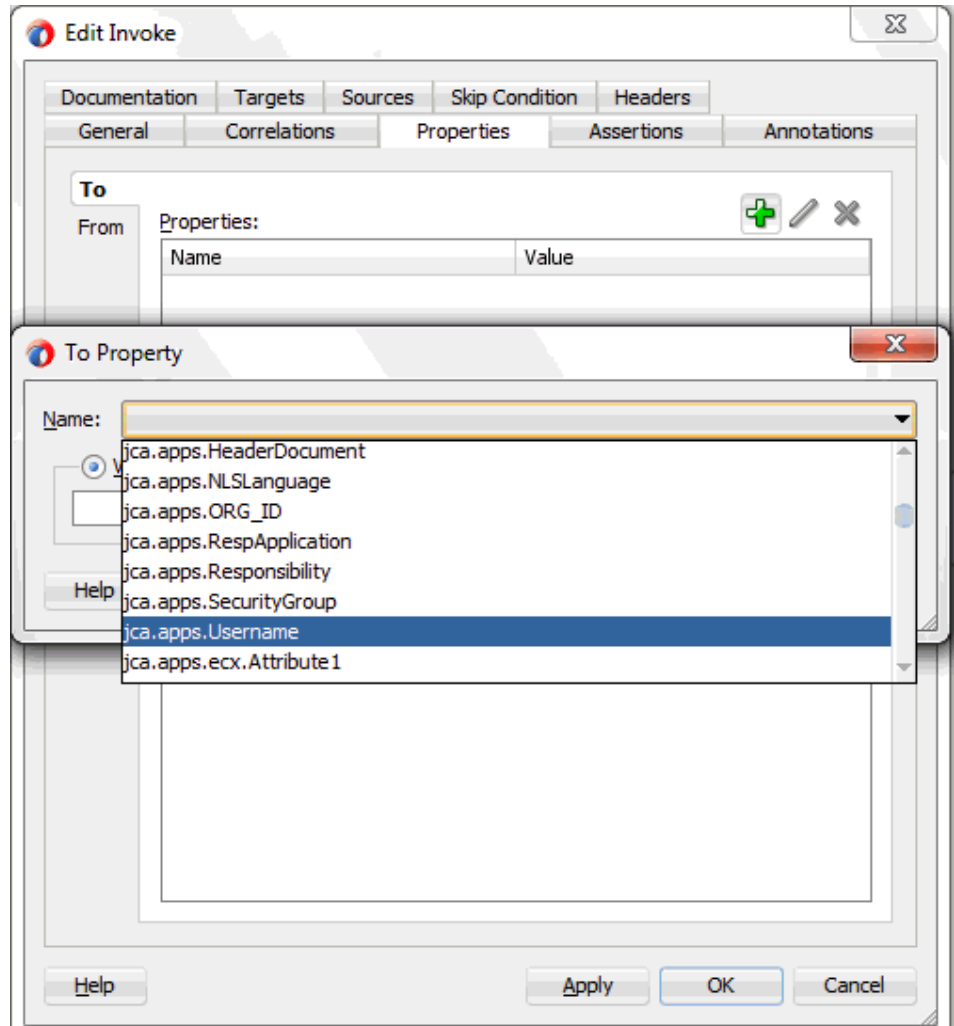 Edit Invoke
Documentation Targets Sources Skip Condition Headers
General Correlations Properties Assertions Annotations
To
From
Properties:
Name Value
To Property
Name:
jca.apps.HeaderDocument
jca.apps.NLSLanguage
jca.apps.ORG_ID
jca.apps.RespApplication
jca.apps.Responsibility
Help
jca.apps.SecurityGroup
jca.apps.Username
jca.apps.ecx.Attribute1
Help Apply OK Cancel